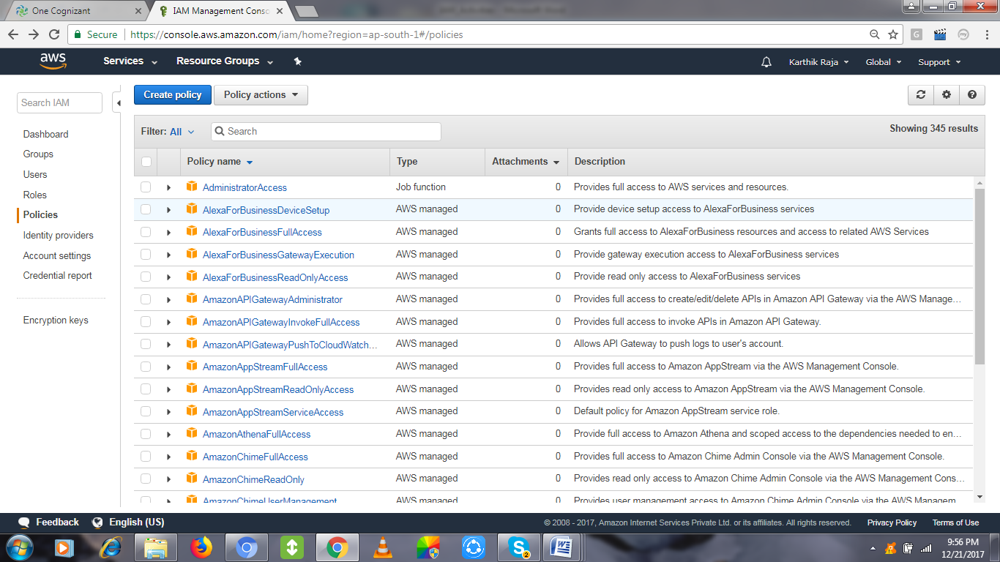 One Cognizant
IAM Management Conso
Secure
https://console.aws.amazon.com/iam/home?region=ap-south-1#/policies
aws Services Resource Groups Karthik Raja Global Support
Search IAM
Dashboard
Groups
Users
Roles
Policies
Identity providers
Account settings
Credential report
Encryption keys
Create policy Policy actions
Filter: All Search Showing 345 results
Policy name Type Attachments Description
AdministratorAccess Job function 0 Provides full access to AWS services and resources.
AlexaForBusinessDeviceSetup AWS managed 0 Provide device setup access to AlexaForBusiness services
AlexaForBusinessFullAccess AWS managed 0 Grants full access to AlexaForBusiness resources and access to related AWS Services
AlexaForBusinessGatewayExecution AWS managed 0 Provide gateway execution access to AlexaForBusiness services
AlexaForBusinessReadOnlyAccess AWS managed 0 Provide read only access to AlexaForBusiness services
AmazonAPIGatewayAdministrator AWS managed 0 Provides full access to create/edit/delete APIs in Amazon API Gateway via the AWS Manage...
AmazonAPIGatewayInvokeFullAccess AWS managed 0 Provides full access to invoke APIs in Amazon API Gateway.
AmazonAPIGatewayPushToCloudWatch... AWS managed 0 Allows API Gateway to push logs to user's account.
AmazonAppStreamFullAccess AWS managed 0 Provides full access to Amazon AppStream via the AWS Management Console.
AmazonAppStreamReadOnlyAccess AWS managed 0 Provides read only access to Amazon AppStream via the AWS Management Console.
AmazonAppStreamServiceAccess AWS managed 0 Default policy for Amazon AppStream service role.
AmazonAthenaFullAccess AWS managed 0 Provide full access to Amazon Athena and scoped access to the dependencies needed to en...
AmazonChimeFullAccess AWS managed 0 Provides full access to Amazon Chime Admin Console via the AWS Management Console.
AmazonChimeReadOnly AWS managed 0 Provides read only access to Amazon Chime Admin Console via the AWS Management Cons...
AmazonChimeUserManagement AWS managed 0 Provides user management access to Amazon Chime Admin Console via the AWS Managem
Feedback English (US) © 2008 - 2017, Amazon Internet Services Private Ltd. or its affiliates. All rights reserved. Privacy Policy Terms of Use
9:56 PM
12/21/2017